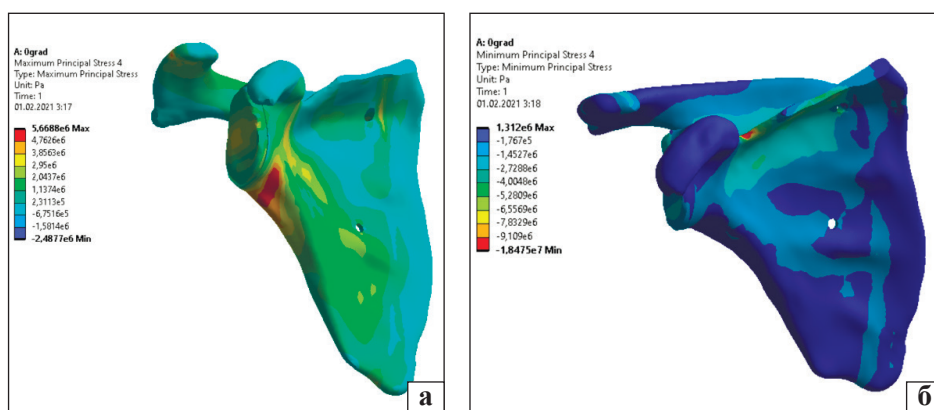 A: 0grad
Maximum Principal Stress 4
Type: Maximum Principal Stress
Unit: Pa
Time: 1
01.02.2021 3:17
5,6688e6 Max
4,7626e6
3,8563e6
2,95e6
2,0437e6
1,1374e6
2,3113e5
-6,7516e5
-1,5814e6
-2,4877e6 Min
а
A: 0grad
Minimum Principal Stress 4
Type: Minimum Principal Stress
Unit: Pa
Time: 1
01.02.2021 3:18
1,312e6 Max
-1,767e5
-1,4527e6
-2,7288e6
-4,0048e6
-5,2809e6
-6,5569e6
-7,8329e6
-9,109e6
-1,8475e7 Min
б